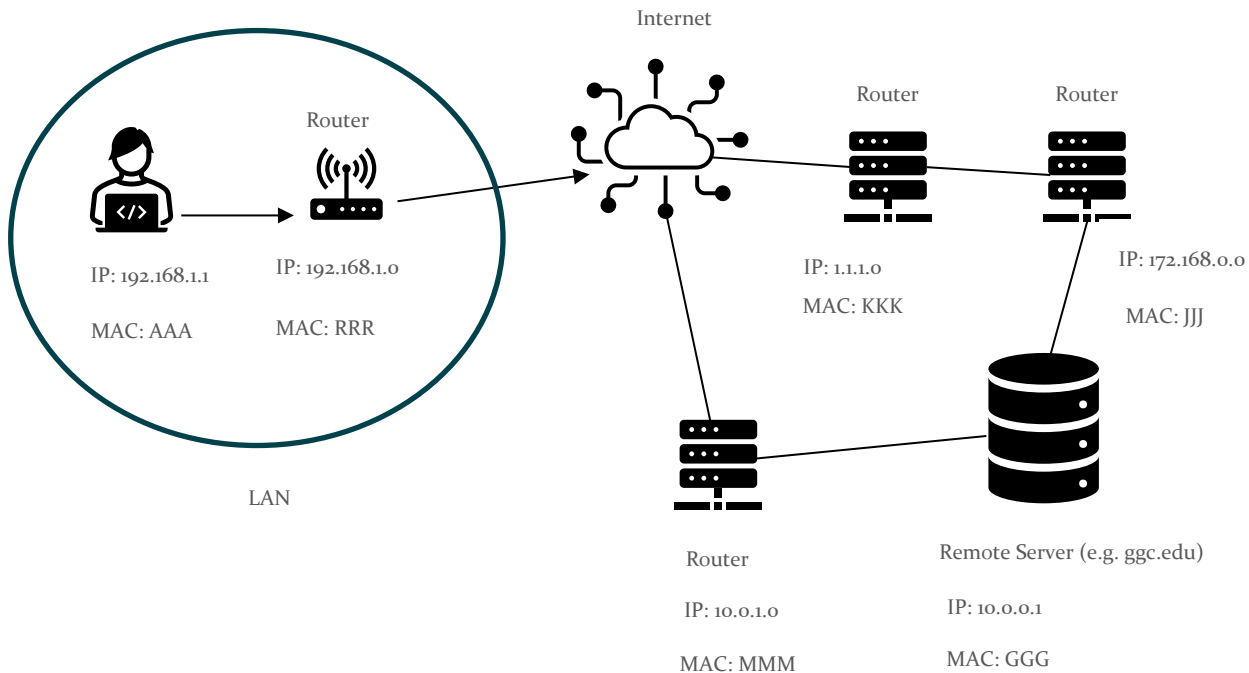 Internet
Router
Router
Router
</>
IP: 192.168.1.1
MAC: AAA
IP: 192.168.1.0
MAC: RRR
IP: 1.1.1.0
MAC: KKK
IP: 172.168.0.0
MAC: JJJ
LAN
Router
IP: 10.0.1.0
MAC: MMM
Remote Server (e.g. ggc.edu)
IP: 10.0.0.1
MAC: GGG